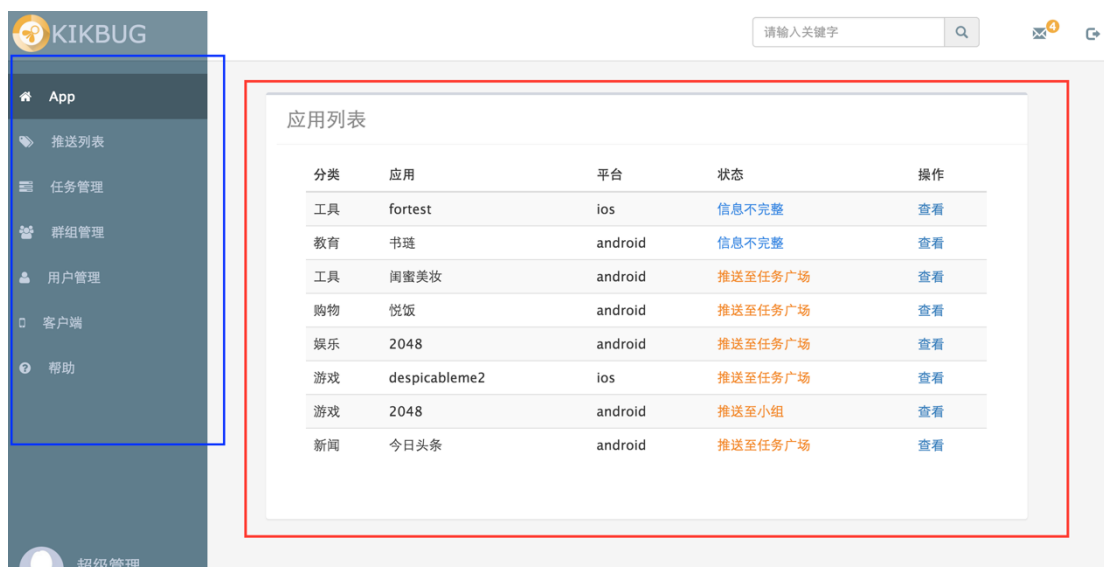 KIKBUG
请输入关键字
4
App
推送列表
任务管理
群组管理
用户管理
客户端
帮助
超级管理
应用列表
分类 应用 平台 状态 操作
工具 fortest ios 信息不完整 查看
教育 书琏 android 信息不完整 查看
工具 闺蜜美妆 android 推送至任务广场 查看
购物 悦饭 android 推送至任务广场 查看
娱乐 2048 android 推送至任务广场 查看
游戏 despicableme2 ios 推送至任务广场 查看
游戏 2048 android 推送至小组 查看
新闻 今日头条 android 推送至任务广场 查看